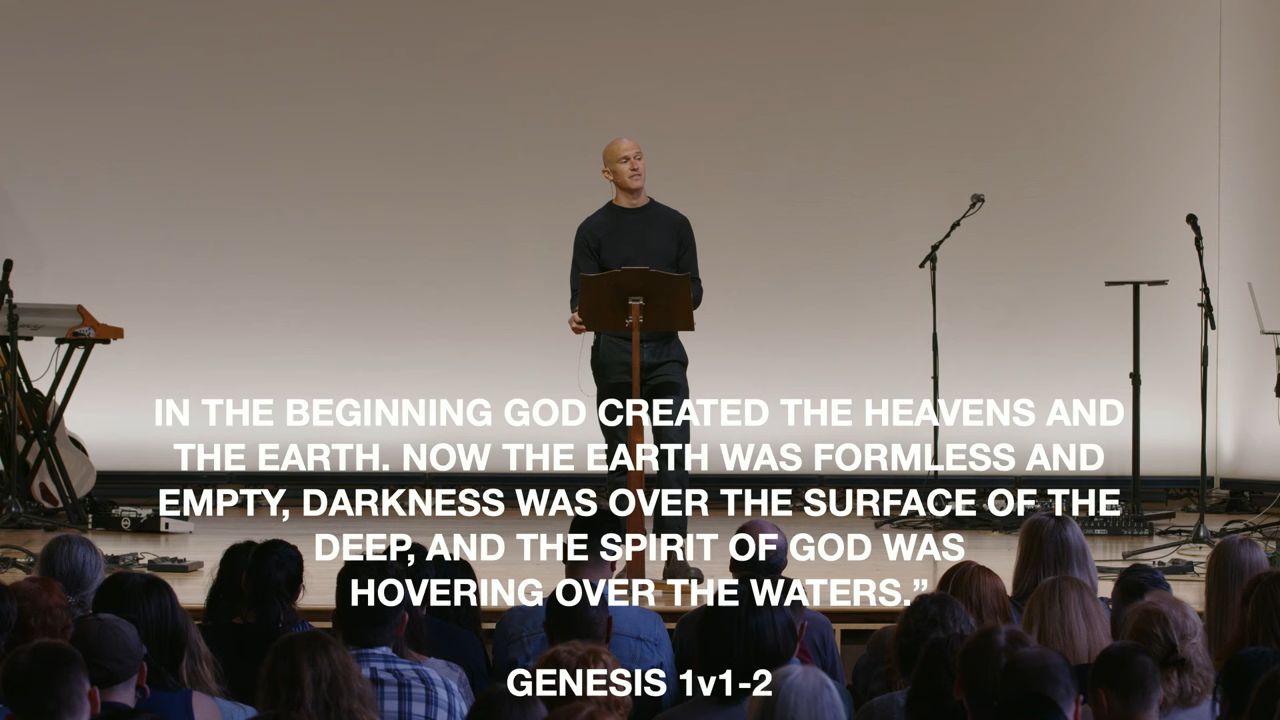 IN THE BEGINNING GOD CREATED THE HEAVENS AND
THE EARTH. NOW THE EARTH WAS FORMLESS AND
EMPTY, DARKNESS WAS OVER THE SURFACE OF THE
DEEP, AND THE SPIRIT OF GOD WAS
HOVERING OVER THE WATERS.”
GENESIS 1v1-2